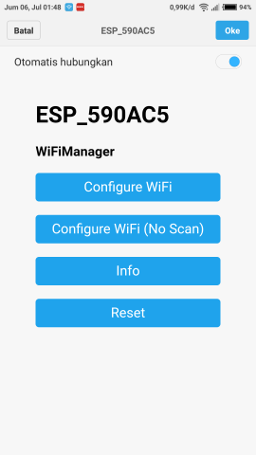 Jum 06, Jul 01:48 0,99K/d 94%
Batal ESP_590AC5 Oke
Otomatis hubungkan
ESP_590AC5
WiFiManager
Configure WiFi
Configure WiFi (No Scan)
Info
Reset